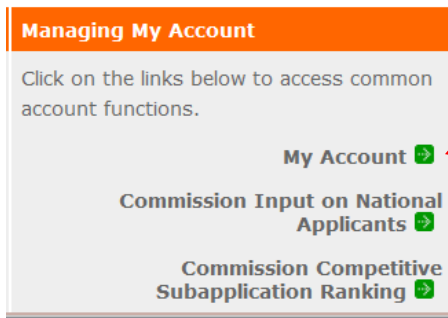 Managing My Account
Click on the links below to access common
account functions.
My Account
Commission Input on National
Applicants
Commission Competitive
Subapplication Ranking